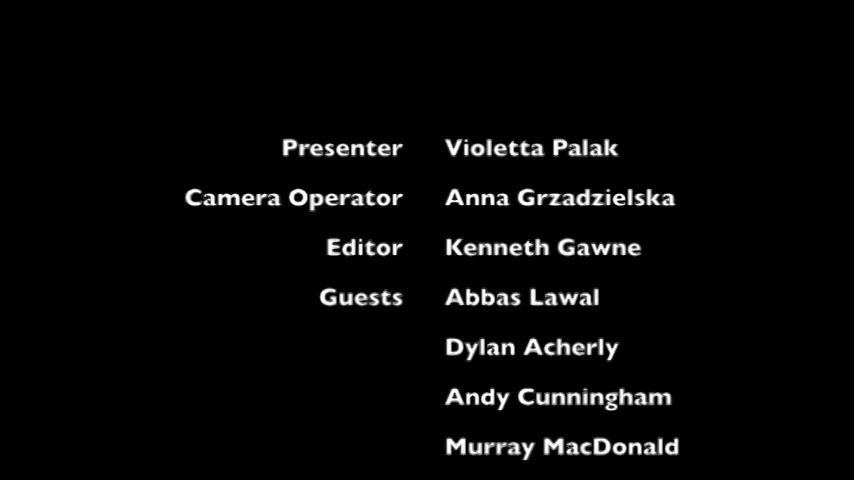 Presenter Violetta Palak
Camera Operator Anna Grzadzielska
Editor Kenneth Gawne
Guests Abbas Lawal
Dylan Acherly
Andy Cunningham
Murray MacDonald